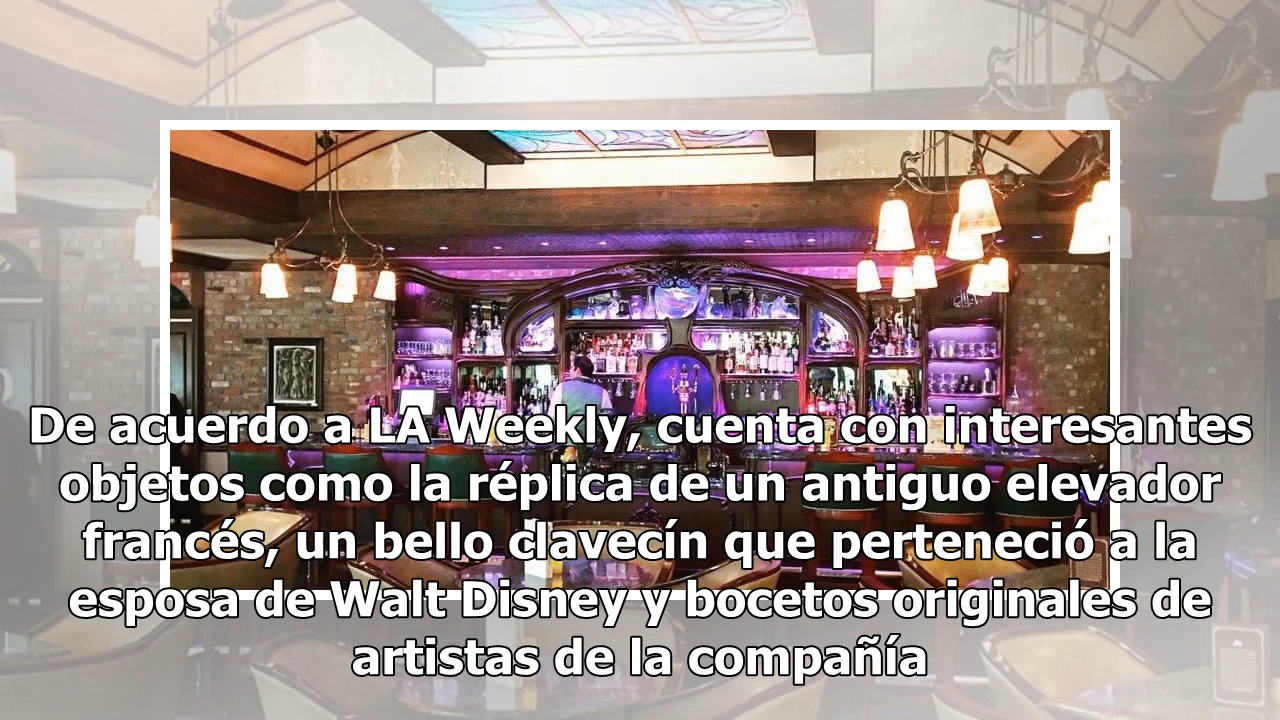 De acuerdo a LA Weekly, cuenta con interesantes
objetos como la réplica de un antiguo elevador
francés, un bello clavecín que perteneció a la
esposa de Walt Disney y bocetos originales de
artistas de la compañía